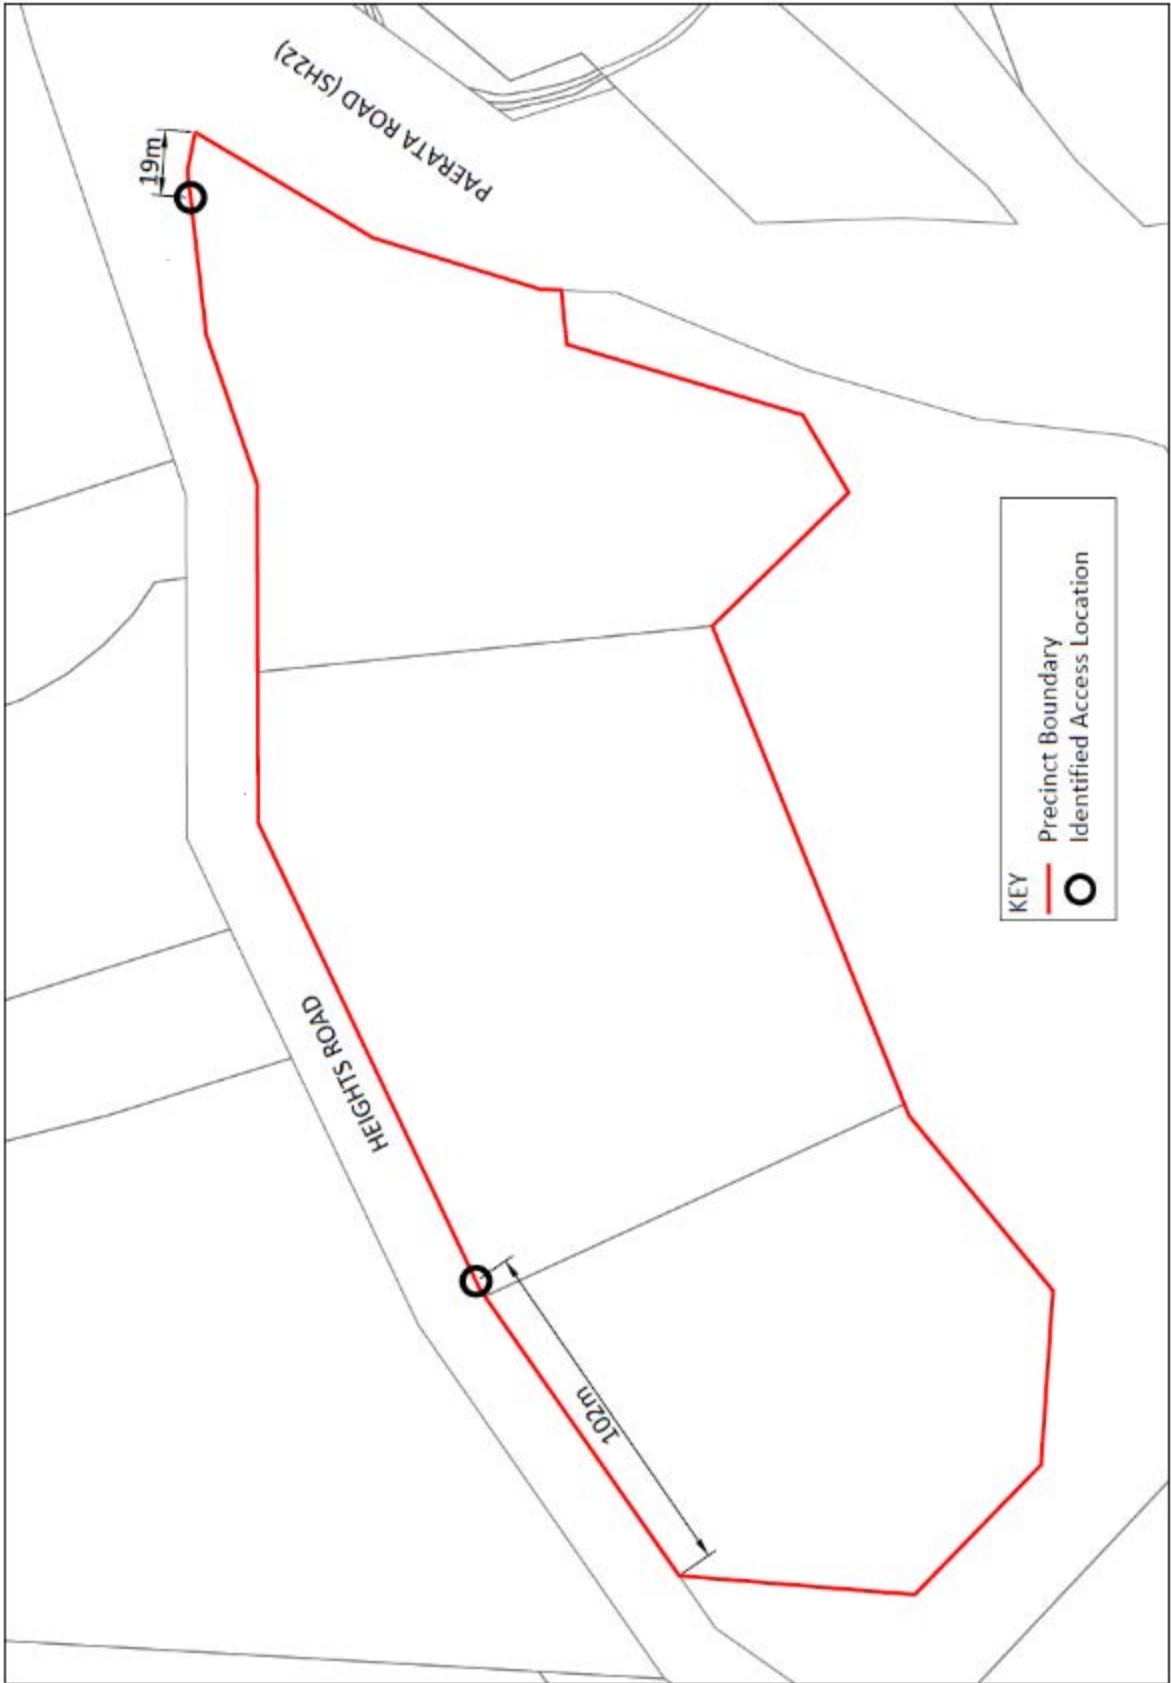 PAERATA ROAD (SH22)
19m
HEIGHTS ROAD
102m
KEY
Precinct Boundary
Identified Access Location